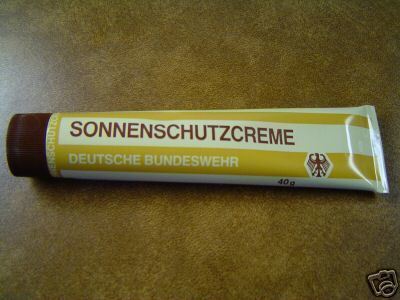 SONNENSCHUTZCREME
DEUTSCHE BUNDESWEHR
40 g